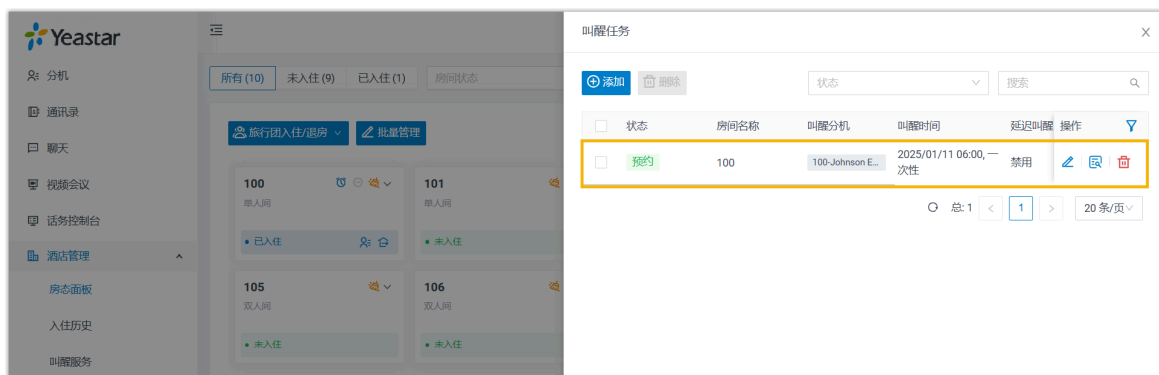 Yeastar
分机
通讯录
聊天
视频会议
话务控制台
酒店管理
房态面板
入住历史
叫醒服务
所有 (10) 未入住 (9) 已入住 (1) 房间状态
旅行团入住/退房 批量管理
100 101
单人间 单人间
已入住 未入住
105 106
双人间 双人间
未入住 未入住
叫醒任务
添加 删除 状态 搜索
状态 房间名称 叫醒分机 叫醒时间 延迟叫醒 操作
预约 100 100-Johnson E... 2025/01/11 06:00, 一
次性 禁用
总: 1 < 1 > 20 条/页